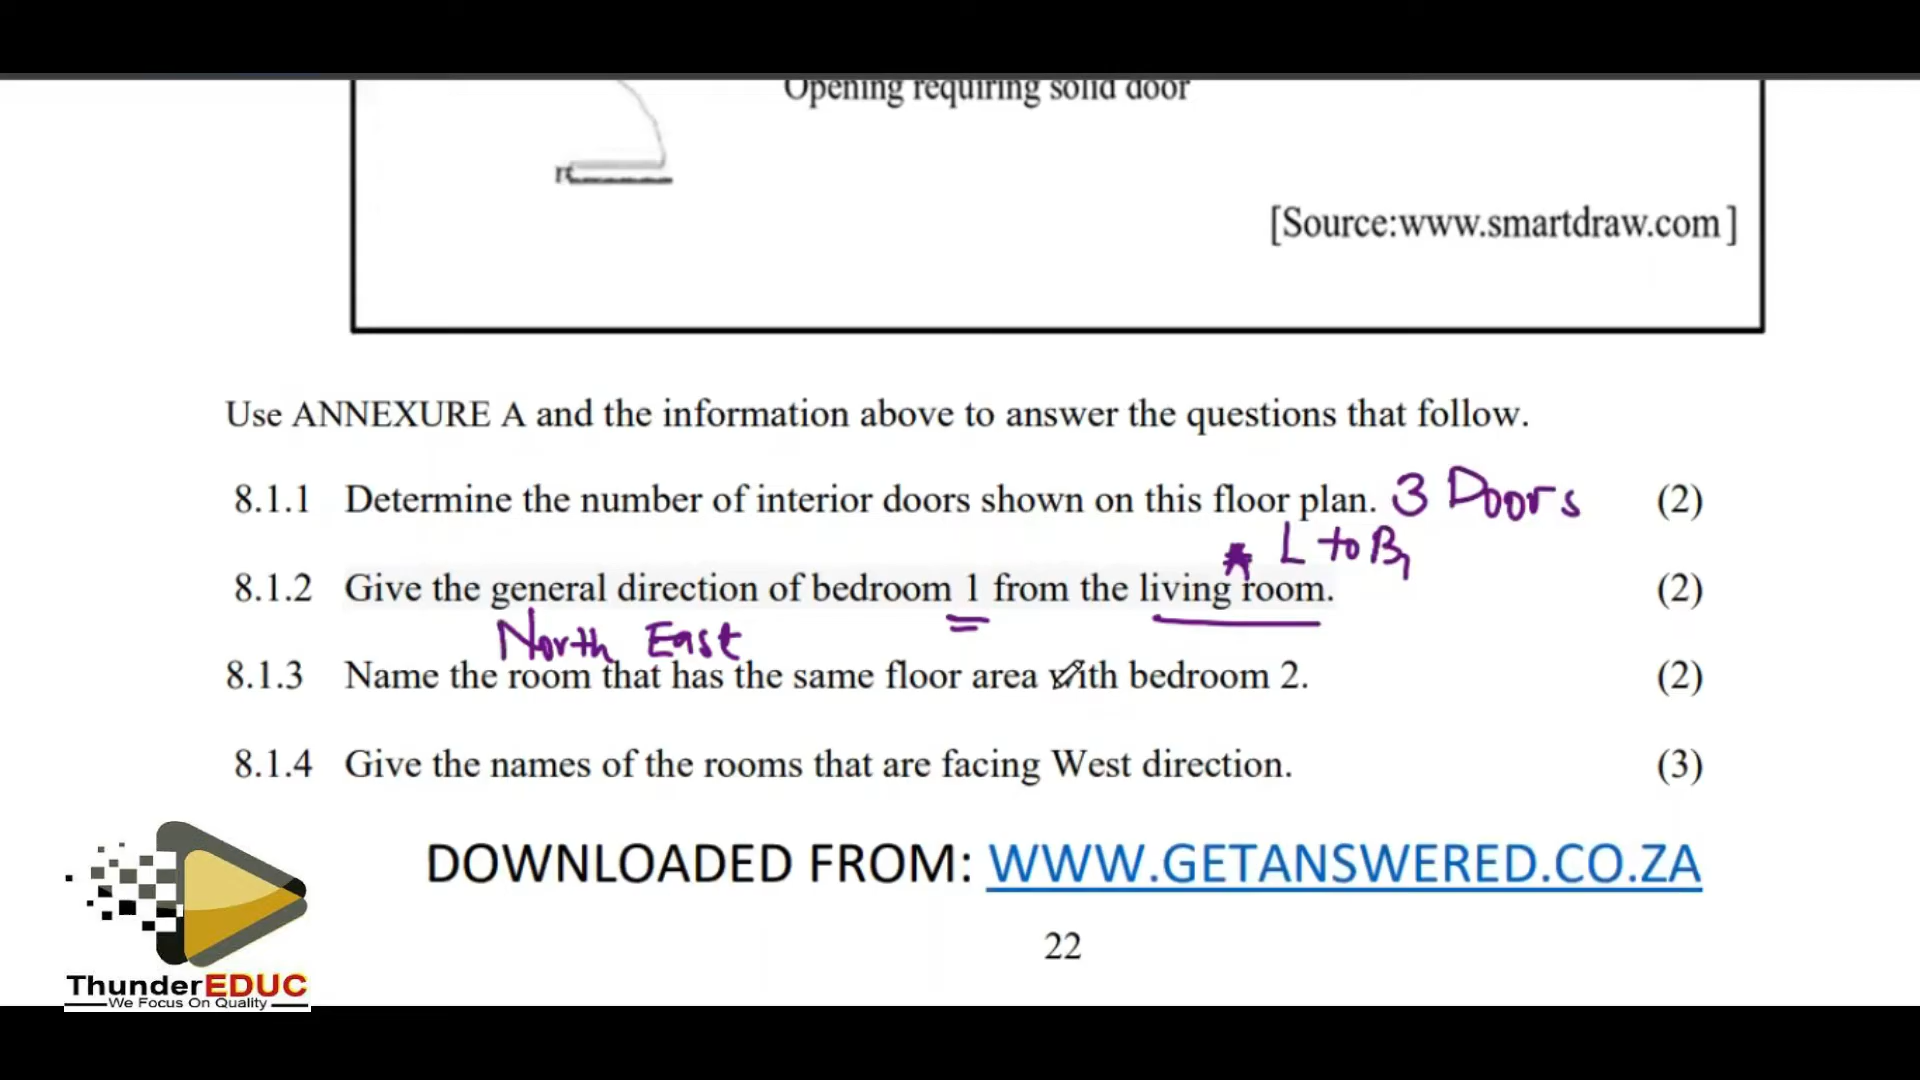 Opening requiring solid door
[Source:www.smartdraw.com]
Use ANNEXURE A and the information above to answer the questions that follow.
8.1.1 Determine the number of interior doors shown on this floor plan. 3 Doors (2)
* L to B1
8.1.2 Give the general direction of bedroom 1 from the living room. (2)
North East
8.1.3 Name the room that has the same floor area with bedroom 2. (2)
8.1.4 Give the names of the rooms that are facing West direction. (3)
DOWNLOADED FROM: WWW.GETANSWERED.CO.ZA
22
ThunderEDUC
We Focus On Quality